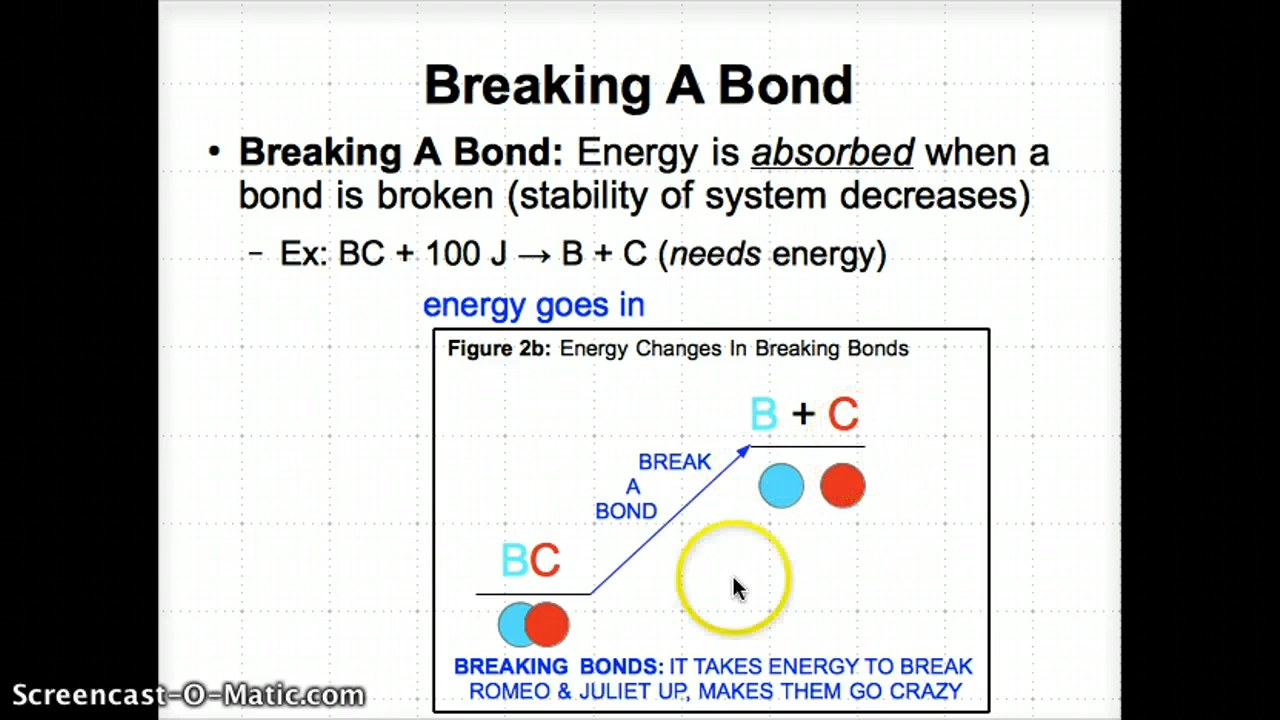 Breaking A Bond
• Breaking A Bond: Energy is absorbed when a
bond is broken (stability of system decreases)
– Ex: BC + 100 J → B + C (needs energy)
energy goes in
Figure 2b: Energy Changes In Breaking Bonds
B + C
BREAK
A
BOND
BC
BREAKING BONDS: IT TAKES ENERGY TO BREAK
ROMEO & JULIET UP, MAKES THEM GO CRAZY
Screencast-O-Matic.com